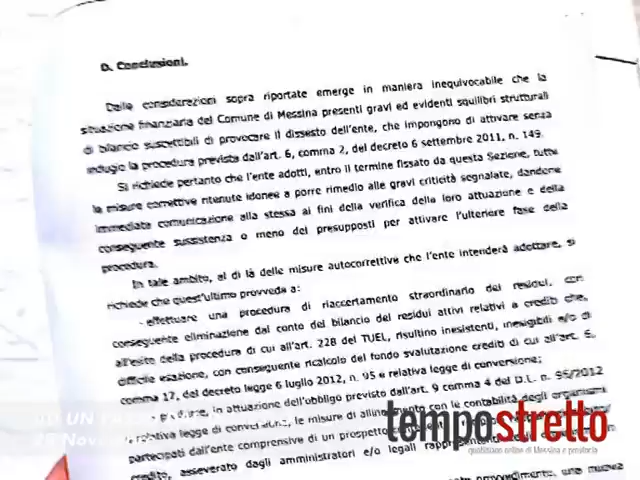 D. Conclusioni.
Dalle considerazioni sopra riportate emerge in maniera inequivocabile che la
situazione finanziaria del Comune di Messina presenti gravi ed evidenti squilibri strutturali
di bilancio suscettibili di provocare il dissesto dell'ente, che impongono di attivare senza
indugio la procedura prevista dall'art. 6, comma 2, del decreto 6 settembre 2011, n. 149.
Si richiede pertanto che l'ente adotti, entro il termine fissato da questa Sezione, tutte
le misure correttive ritenute idonee a porre rimedio alle gravi criticità segnalate, dandone
immediata comunicazione alla stessa ai fini della verifica della loro attuazione e della
conseguente sussistenza o meno dei presupposti per attivare l'ulteriore fase della
procedura.
In tale ambito, al di là delle misure autocorrettive che l'ente intenderà adottare, si
richiede che quest'ultimo provveda a:
- effettuare una procedura di riaccertamento straordinario dei residui, con
conseguente eliminazione dal conto del bilancio dei residui attivi relativi a crediti che,
all'esito della procedura di cui all'art. 228 del TUEL, risultino inesistenti, inesigibili e/o di
difficile esazione, con conseguente ricalcolo del fondo svalutazione crediti di cui all'art. 6,
comma 17, del decreto legge 6 luglio 2012, n. 95 e relativa legge di conversione;
in attuazione dell'obbligo previsto dall'art. 9 comma 4 del D.L. n. 95/2012
e relativa legge di conversione, le misure di allineamento con le contabilità degli organismi
partecipati dall'ente comprensive di un prospetto
credito, asseverato dagli amministratori e/o legali
provvedimento, una nuova
tempostretto
quotidiano online di Messina e provincia
UN
25